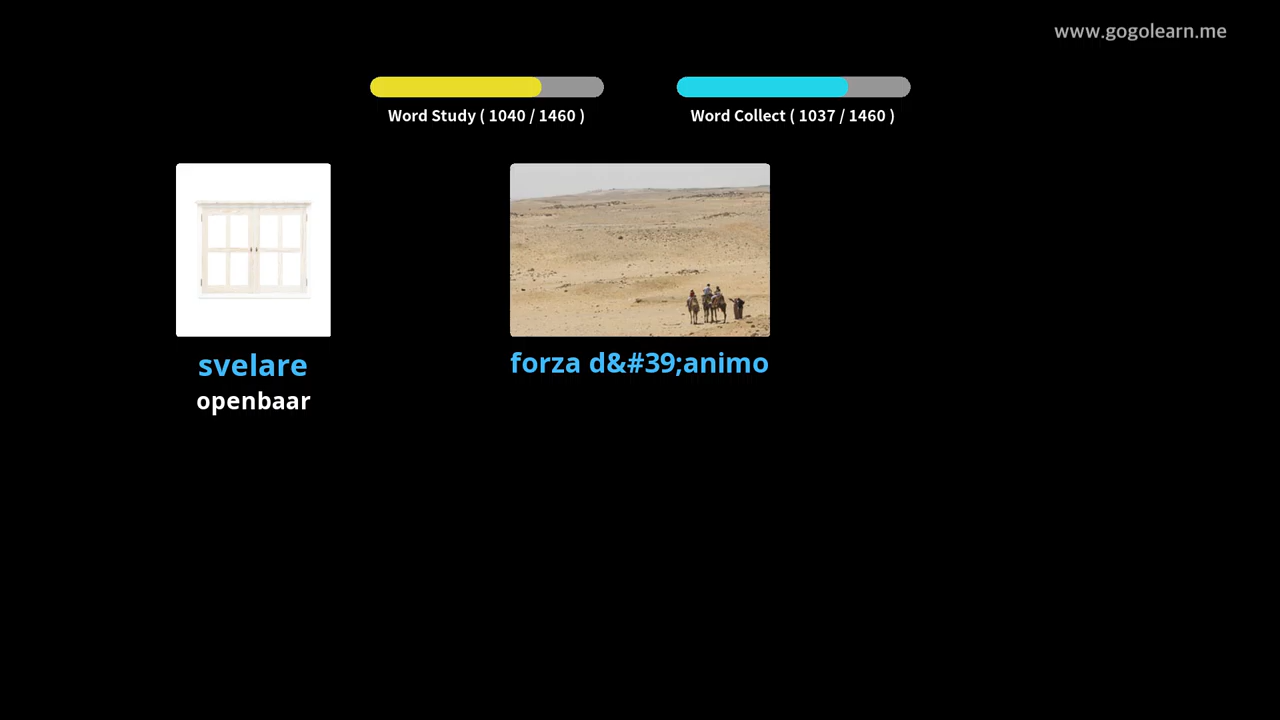 www.gogolearn.me
Word Study ( 1040 / 1460 )
Word Collect ( 1037 / 1460 )
svelare
openbaar
forza d&#39;animo